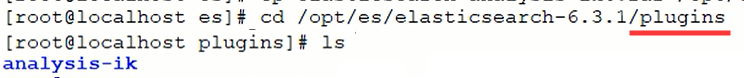 [root@localhost es]# cd /opt/es/elasticsearch-6.3.1/plugins
[root@localhost plugins]# ls
analysis-ik